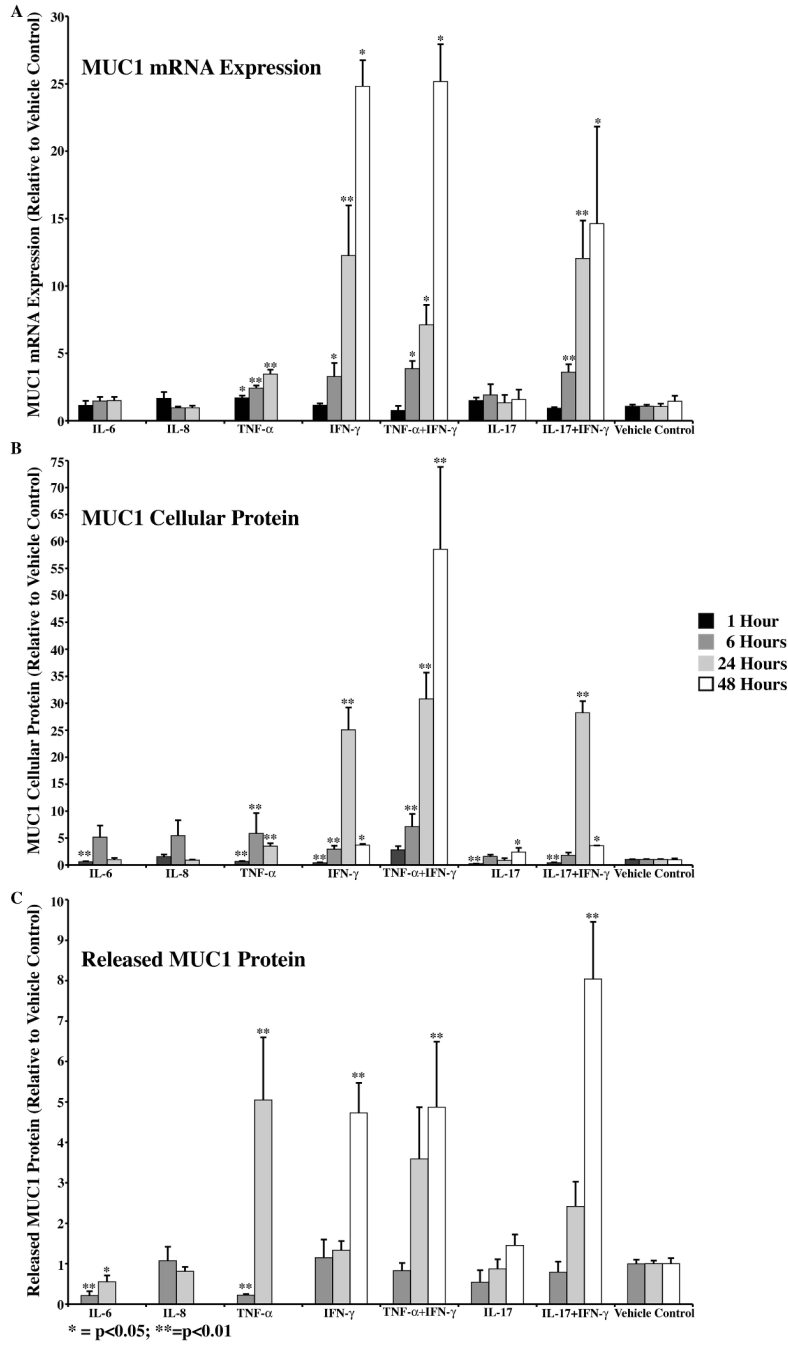 A
MUC1 mRNA Expression (Relative to Vehicle Control)
MUC1 mRNA Expression
30
25
20
15
10
5
0
* ** ** * ** * * * * ** ** *
IL-6 IL-8 TNF-α IFN-γ TNF-α+IFN-γ IL-17 IL-17+IFN-γ Vehicle Control
B
MUC1 Cellular Protein (Relative to Vehicle Control)
MUC1 Cellular Protein
75
70
65
60
55
50
45
40
35
30
25
20
15
10
5
0
** ** ** ** ** ** ** * ** ** ** ** * ** ** *
IL-6 IL-8 TNF-α IFN-γ TNF-α+IFN-γ IL-17 IL-17+IFN-γ Vehicle Control
1 Hour
6 Hours
24 Hours
48 Hours
C
Released MUC1 Protein (Relative to Vehicle Control)
Released MUC1 Protein
10
9
8
7
6
5
4
3
2
1
0
** * ** ** ** ** **
IL-6 IL-8 TNF-α IFN-γ TNF-α+IFN-γ IL-17 IL-17+IFN-γ Vehicle Control
* = p<0.05; **=p<0.01